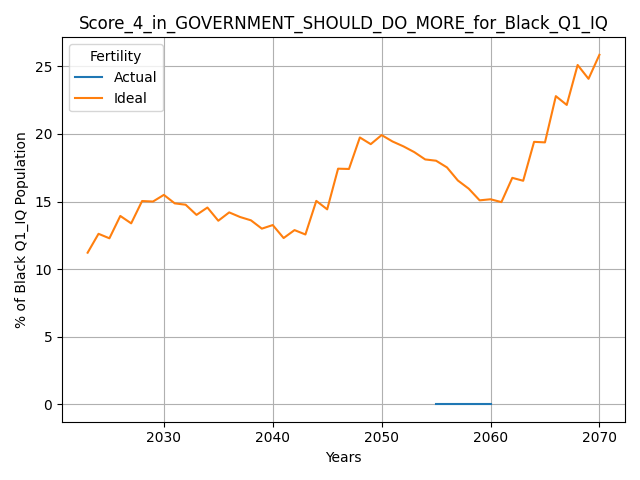 Score_4_in_GOVERNMENT_SHOULD_DO_MORE_for_Black_Q1_IQ
Fertility
Actual
Ideal
% of Black Q1_IQ Population
25
20
15
10
5
0
2030 2040 2050 2060 2070
Years